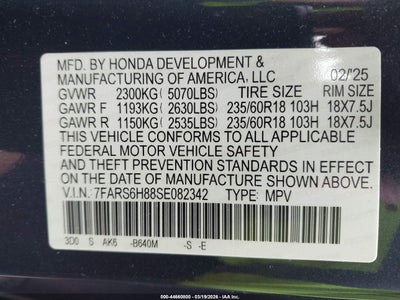 MFD. BY HONDA DEVELOPMENT &
MANUFACTURING OF AMERICA, LLC 02/'25
GVWR 2300KG( 5070LBS) TIRE SIZE RIM SIZE
GAWR F 1193KG( 2630LBS) 235/60R18 103H 18X7.5J
GAWR R 1150KG( 2535LBS) 235/60R18 103H 18X7.5J
THIS VEHICLE CONFORMS TO ALL APPLICABLE
FEDERAL MOTOR VEHICLE SAFETY AND
THEFT PREVENTION STANDARDS IN EFFECT ON
THE DATE OF MANUFACTURE SHOWN ABOVE.
V.I.N.: 7FARS6H88SE082342 TYPE: MPV
3D0 S AK6 -B640M -S -E
000-44660800 - 03/19/2026 - IAA Inc.